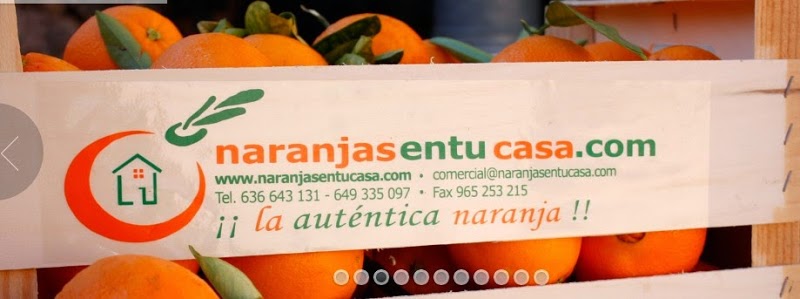 naranjasentucasa.com
www.naranjasentucasa.com • comercial@naranjasentucasa.com
Tel. 636 643 131 - 649 335 097 • Fax 965 253 215
¡¡ la auténtica naranja !!